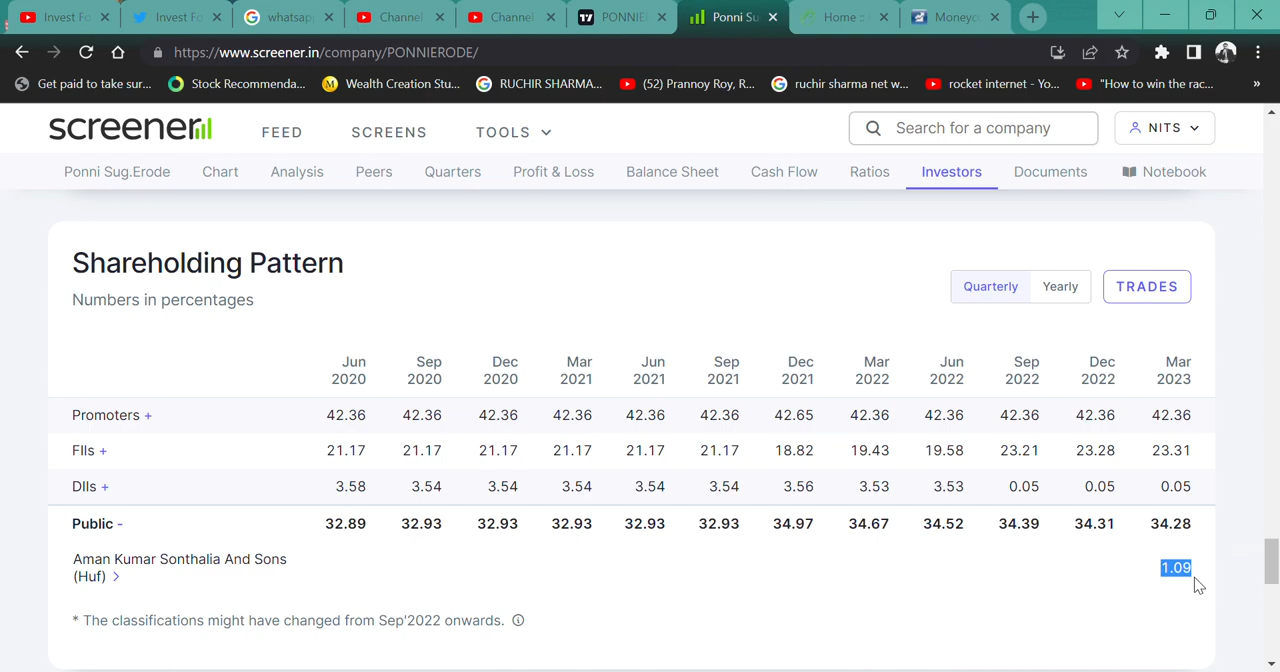 Invest Fo
Invest Fo
whatsap
Channel
Channel
PONNIE
Ponni Su
Home ::
Moneyc
https://www.screener.in/company/PONNIERODE/
Get paid to take sur...
Stock Recommenda...
Wealth Creation Stu...
RUCHIR SHARMA...
(52) Prannoy Roy, R...
ruchir sharma net w...
rocket internet - Yo...
"How to win the rac...
screener
FEED
SCREENS
TOOLS
Search for a company
NITS
Ponni Sug.Erode
Chart
Analysis
Peers
Quarters
Profit & Loss
Balance Sheet
Cash Flow
Ratios
Investors
Documents
Notebook
Shareholding Pattern
Numbers in percentages
Quarterly
Yearly
TRADES
Jun Sep Dec Mar Jun Sep Dec Mar Jun Sep Dec Mar
2020 2020 2020 2021 2021 2021 2021 2022 2022 2022 2022 2023
Promoters + 42.36 42.36 42.36 42.36 42.36 42.36 42.65 42.36 42.36 42.36 42.36 42.36
FIIs + 21.17 21.17 21.17 21.17 21.17 21.17 18.82 19.43 19.58 23.21 23.28 23.31
DIIs + 3.58 3.54 3.54 3.54 3.54 3.54 3.56 3.53 3.53 0.05 0.05 0.05
Public - 32.89 32.93 32.93 32.93 32.93 32.93 34.97 34.67 34.52 34.39 34.31 34.28
Aman Kumar Sonthalia And Sons
(Huf) >
1.09
* The classifications might have changed from Sep'2022 onwards.